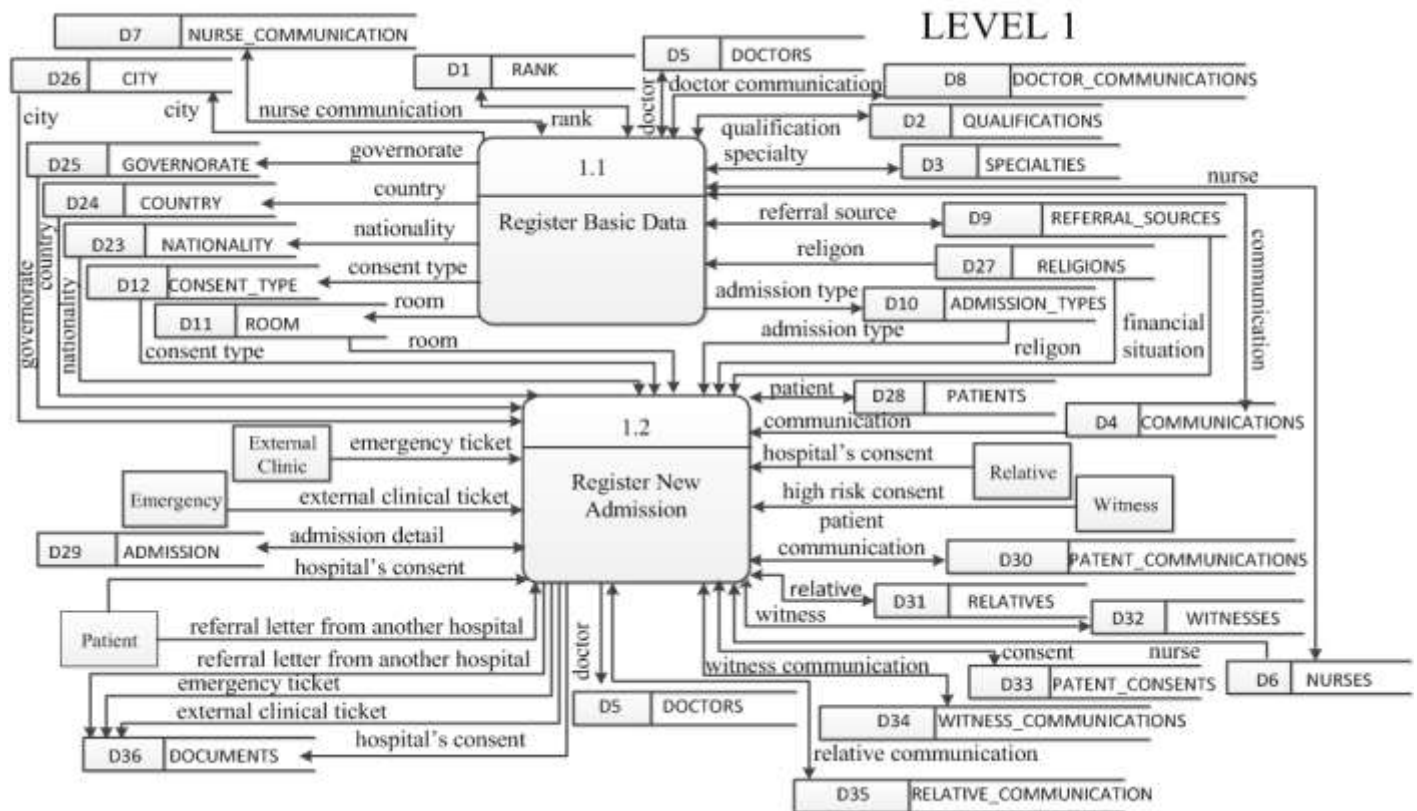 LEVEL 1
D7 NURSE_COMMUNICATION
D5 DOCTORS
D26 CITY
D1 RANK
D8 DOCTOR_COMMUNICATIONS
doctor communication
city
city
nurse communication
rank
doctor
D2 QUALIFICATIONS
qualification
specialty
D3 SPECIALTIES
D25 GOVERNORATE
governorate
1.1
Register Basic Data
nurse
D24 COUNTRY
country
referral source
D9 REFERRAL_SOURCES
D23 NATIONALITY
nationality
religon
D27 RELIGIONS
communication
D12 CONSENT_TYPE
consent type
admission type
D10 ADMISSION_TYPES
D11 ROOM
room
room
consent type
admission type
religon
financial
situation
governorate
country
nationality
patient
D28 PATIENTS
communication
D4 COMMUNICATIONS
1.2
Register New
Admission
External
Clinic
emergency ticket
hospital's consent
Relative
Emergency
external clinical ticket
high risk consent
Witness
patient
communication
D30 PATENT_COMMUNICATIONS
D29 ADMISSION
admission detail
hospital's consent
relative
D31 RELATIVES
witness
D32 WITNESSES
Patient
referral letter from another hospital
referral letter from another hospital
emergency ticket
external clinical ticket
hospital's consent
D36 DOCUMENTS
doctor
D5 DOCTORS
witness communication
consent
nurse
D33 PATENT_CONSENTS
D6 NURSES
D34 WITNESS_COMMUNICATIONS
relative communication
D35 RELATIVE_COMMUNICATION